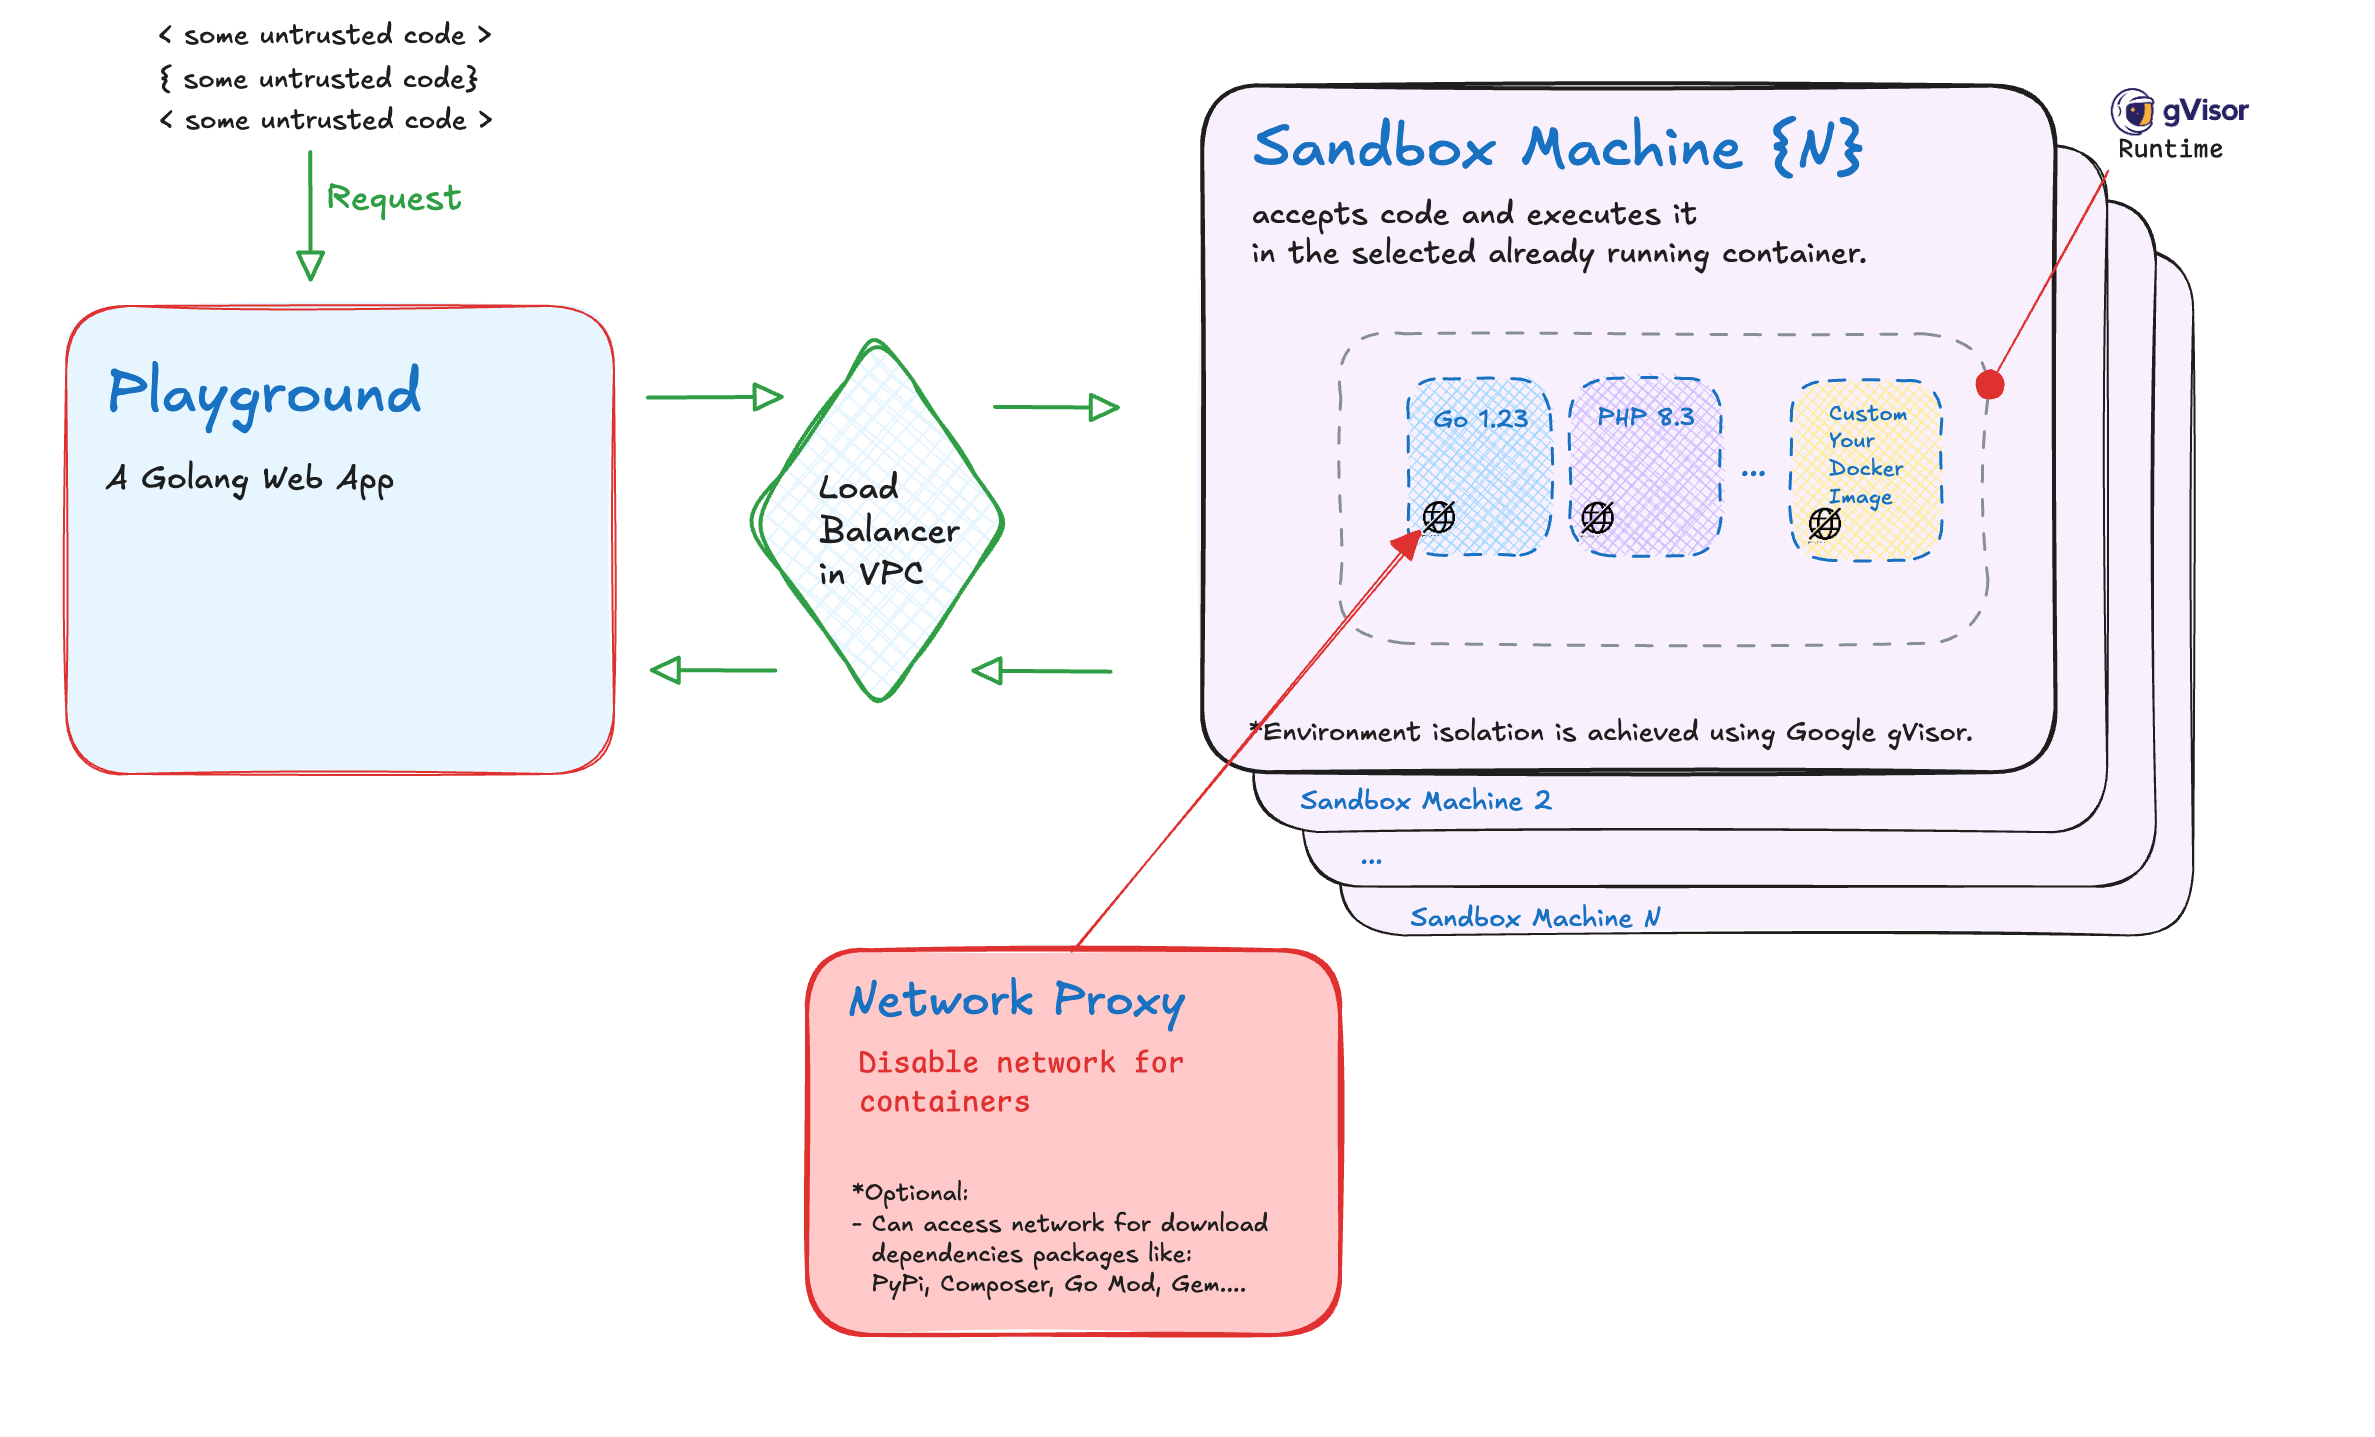 < some untrusted code >
{ some untrusted code}
< some untrusted code >
Request
Playground
A Golang Web App
Load
Balancer
in VPC
Sandbox Machine {N}
accepts code and executes it
in the selected already running container.
gVisor
Runtime
Go 1.23
PHP 8.3
...
Custom
Your
Docker
Image
*Environment isolation is achieved using Google gVisor.
Sandbox Machine 2
...
Sandbox Machine N
Network Proxy
Disable network for
containers
*Optional:
- Can access network for download
dependencies packages like:
PyPi, Composer, Go Mod, Gem....